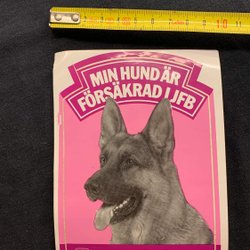 MIN HUND ÄR
FÖRSÄKRAD I JFB